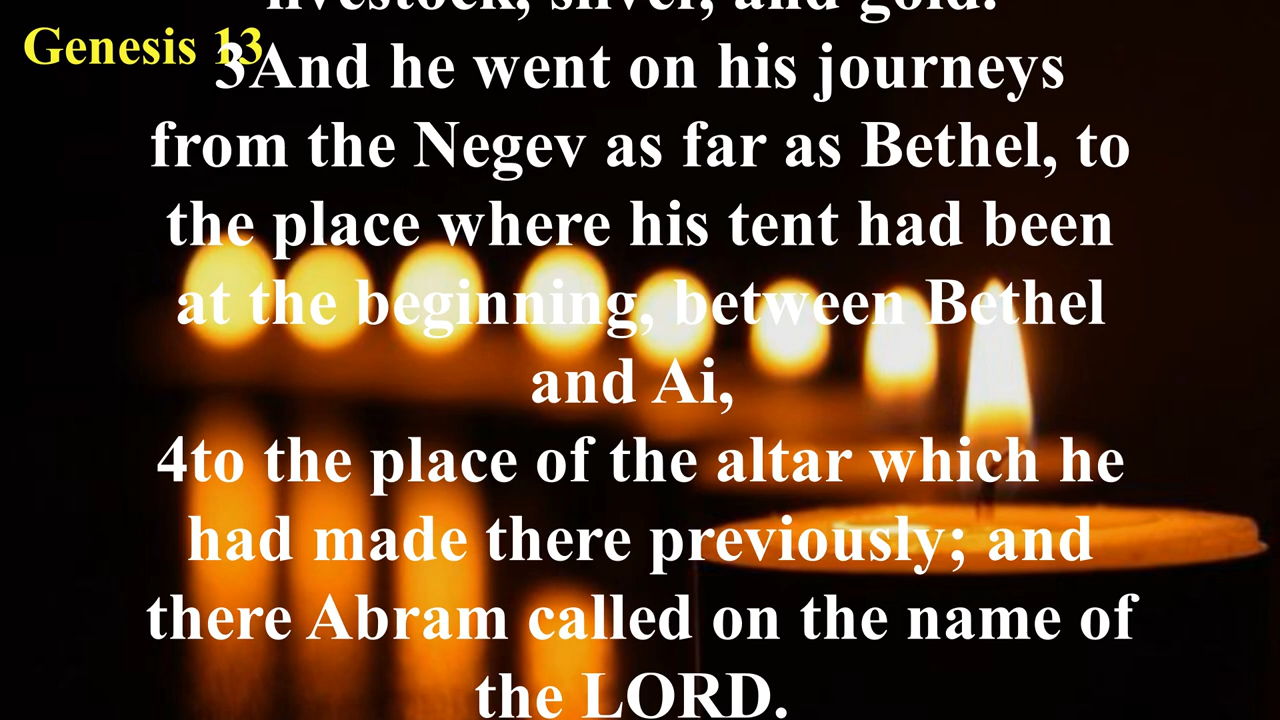 livestock, silver, and gold.
Genesis 13
3And he went on his journeys
from the Negev as far as Bethel, to
the place where his tent had been
at the beginning, between Bethel
and Ai,
4to the place of the altar which he
had made there previously; and
there Abram called on the name of
the LORD.